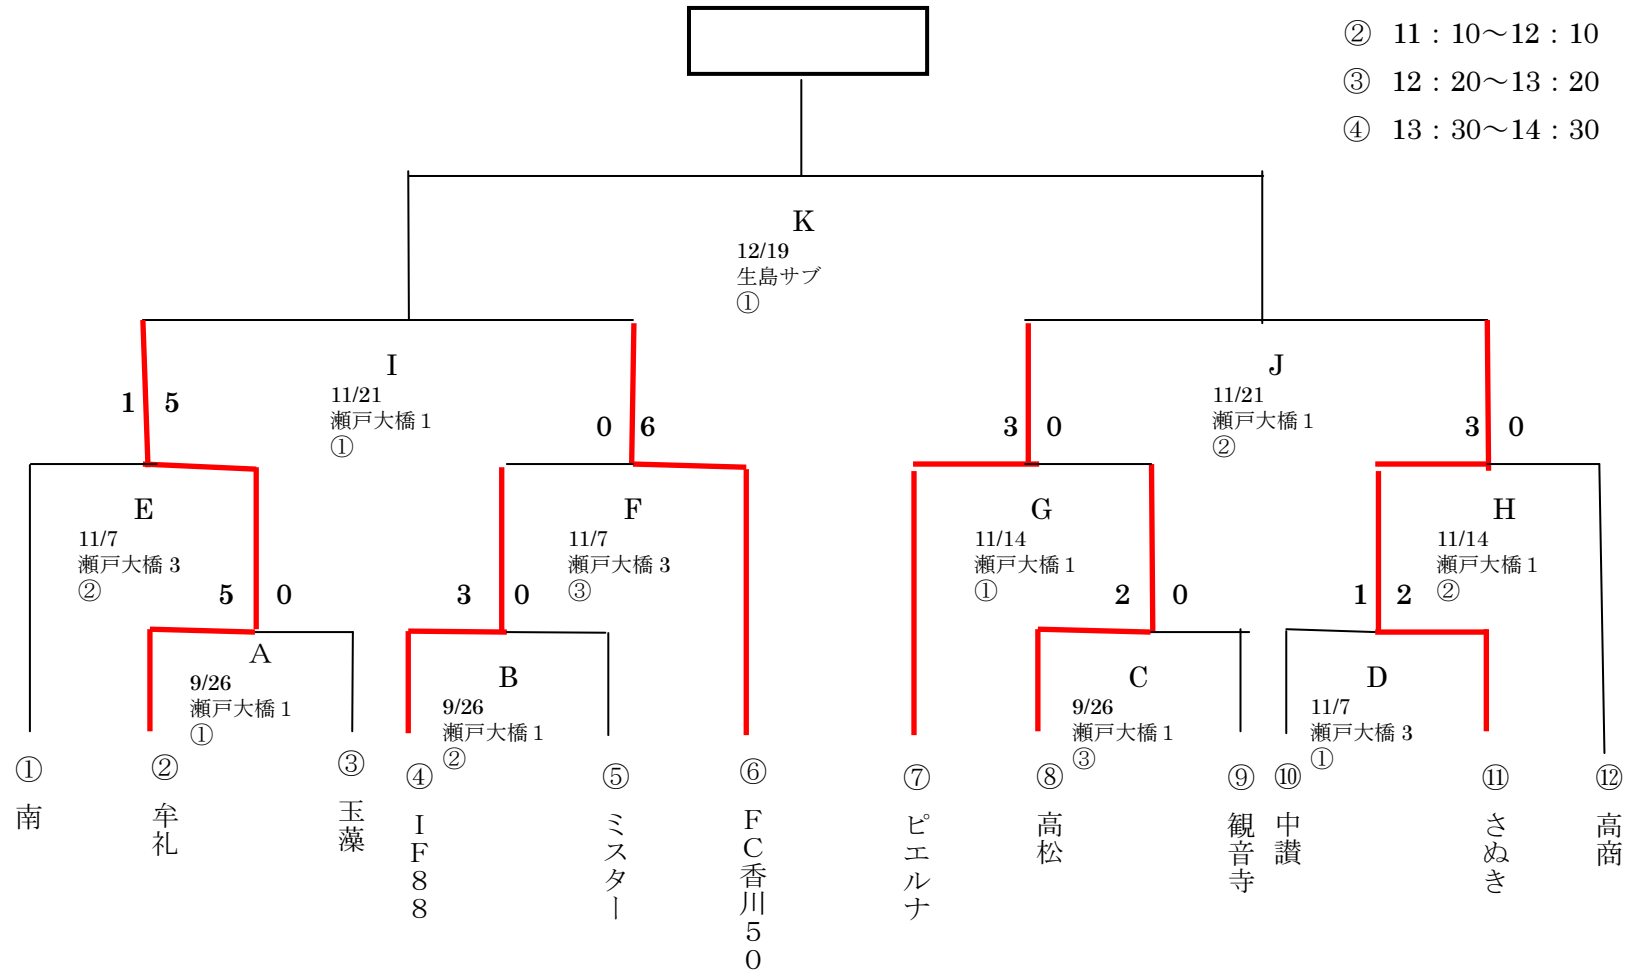 ② 11：10～12：10
③ 12：20～13：20
④ 13：30～14：30
K
12/19
生島サブ
①
I
11/21
瀬戸大橋1
①
J
11/21
瀬戸大橋1
②
1 5
0 6
3 0
3 0
E
11/7
瀬戸大橋3
②
F
11/7
瀬戸大橋3
③
G
11/14
瀬戸大橋1
①
H
11/14
瀬戸大橋1
②
5 0
3 0
2 0
1 2
A
9/26
瀬戸大橋1
①
B
9/26
瀬戸大橋1
②
C
9/26
瀬戸大橋1
③
D
11/7
瀬戸大橋3
①
① 南
② 牟礼
③ 玉藻
④ ＩＦ８８
⑤ ミスター
⑥ ＦＣ香川５０
⑦ ピエルナ
⑧ 高松
⑨ 観音寺
⑩ 中讃
⑪ さぬき
⑫ 高商